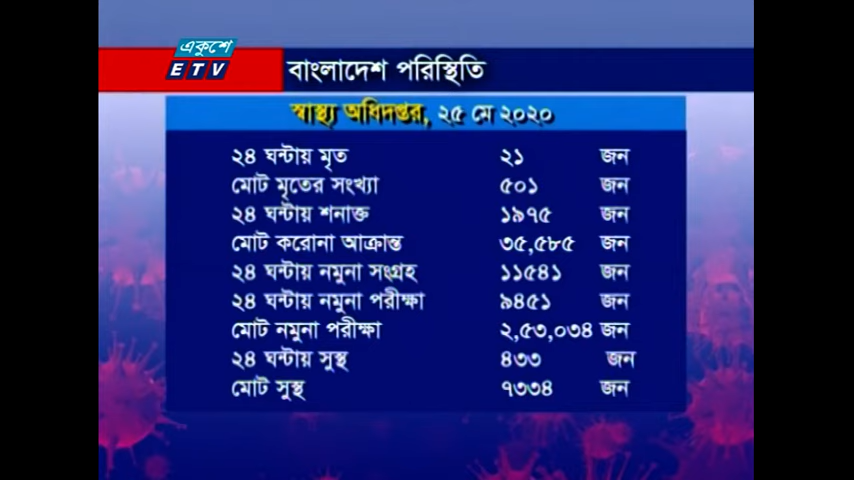 একুশে
ETV
বাংলাদেশ পরিস্থিতি
স্বাস্থ্য অধিদপ্তর, ২৫ মে ২০২০
২৪ ঘন্টায় মৃত ২১ জন
মোট মৃতের সংখ্যা ৫০১ জন
২৪ ঘন্টায় শনাক্ত ১৯৭৫ জন
মোট করোনা আক্রান্ত ৩৫,৫৮৫ জন
২৪ ঘন্টায় নমুনা সংগ্রহ ১১৫৪১ জন
২৪ ঘন্টায় নমুনা পরীক্ষা ৯৪৫১ জন
মোট নমুনা পরীক্ষা ২,৫৩,০৩৪ জন
২৪ ঘন্টায় সুস্থ ৪৩৩ জন
মোট সুস্থ ৭৩৩৪ জন